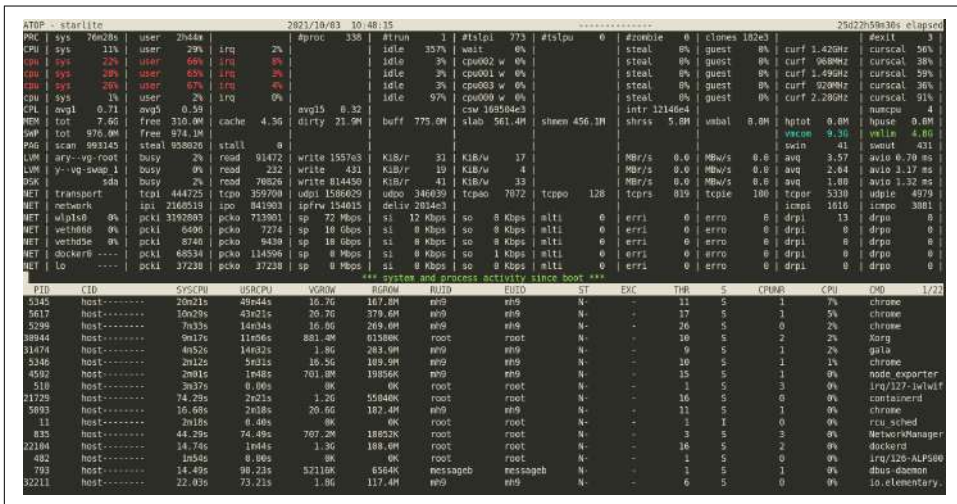 ATOP - starlite 2021/10/03 10:48:15 -------------- 25d22h59m30s elapsed
PRC | sys 76m28s | user 2h44m | | #proc 338 | #trun 1 | #tslpi 773 | #tslpu 0 | #zombie 0 | clones 182e3 | | #exit 3 |
CPU | sys 11% | user 29% | irq 2% | | idle 357% | wait 0% | | steal 0% | guest 0% | curf 1.42GHz | curscal 56% |
cpu | sys 22% | user 66% | irq 8% | | idle 3% | cpu002 w 0% | | steal 0% | guest 0% | curf 968MHz | curscal 38% |
cpu | sys 28% | user 65% | irq 3% | | idle 3% | cpu001 w 0% | | steal 0% | guest 0% | curf 1.49GHz | curscal 59% |
cpu | sys 26% | user 67% | irq 4% | | idle 3% | cpu003 w 0% | | steal 0% | guest 0% | curf 920MHz | curscal 36% |
cpu | sys 1% | user 2% | irq 0% | | idle 97% | cpu000 w 0% | | steal 0% | guest 0% | curf 2.28GHz | curscal 91% |
CPL | avg1 0.71 | avg5 0.59 | | avg15 0.32 | | csw 169504e3 | | intr 12146e4 | | | numcpu 4 |
MEM | tot 7.6G | free 310.0M | cache 4.3G | dirty 21.9M | buff 775.0M | slab 561.4M | shmem 456.1M | shrss 5.0M | vmbal 0.0M | hptot 0.0M | hpuse 0.0M |
SWP | tot 976.0M | free 974.1M | | | | | | | | vmcom 9.3G | vmlim 4.8G |
PAG | scan 993145 | steal 958026 | stall 0 | | | | | | | swin 41 | swout 431 |
LVM | ary--vg-root | busy 2% | read 91472 | write 1557e3 | KiB/r 31 | KiB/w 17 | | MBr/s 0.0 | MBw/s 0.0 | avq 3.57 | avio 0.70 ms |
LVM | y--vg-swap_1 | busy 0% | read 232 | write 431 | KiB/r 19 | KiB/w 4 | | MBr/s 0.0 | MBw/s 0.0 | avq 2.64 | avio 3.17 ms |
DSK | sda | busy 2% | read 70826 | write 814450 | KiB/r 41 | KiB/w 33 | | MBr/s 0.0 | MBw/s 0.0 | avq 1.80 | avio 1.32 ms |
NET | transport | tcpi 444725 | tcpo 359700 | udpi 1586029 | udpo 346039 | tcpao 7072 | tcppo 128 | tcprs 819 | tcpie 100 | tcpor 5330 | udpie 4979 |
NET | network | ipi 2160519 | ipo 841903 | ipfrw 154015 | deliv 2014e3 | | | | | icmpi 1616 | icmpo 3881 |
NET | wlp1s0 0% | pcki 3192803 | pcko 713901 | sp 72 Mbps | si 12 Kbps | so 0 Kbps | mlti 0 | erri 0 | erro 0 | drpi 13 | drpo 0 |
NET | veth068 0% | pcki 6406 | pcko 7274 | sp 10 Gbps | si 0 Kbps | so 0 Kbps | mlti 0 | erri 0 | erro 0 | drpi 0 | drpo 0 |
NET | vethd5e 0% | pcki 8746 | pcko 9430 | sp 10 Gbps | si 0 Kbps | so 0 Kbps | mlti 0 | erri 0 | erro 0 | drpi 0 | drpo 0 |
NET | docker0 ---- | pcki 68534 | pcko 114596 | sp 0 Mbps | si 0 Kbps | so 1 Kbps | mlti 0 | erri 0 | erro 0 | drpi 0 | drpo 0 |
NET | lo ---- | pcki 37238 | pcko 37238 | sp 0 Mbps | si 0 Kbps | so 0 Kbps | mlti 0 | erri 0 | erro 0 | drpi 0 | drpo 0 |
*** system and process activity since boot ***
PID CID SYSCPU USRCPU VGROW RGROW RUID EUID ST EXC THR S CPUNR CPU CMD 1/22
5345 host-------- 20m21s 49m44s 16.7G 167.8M mh9 mh9 N- - 11 S 1 7% chrome
5617 host-------- 10m29s 43m21s 20.7G 379.6M mh9 mh9 N- - 17 S 1 5% chrome
5299 host-------- 7m33s 14m34s 16.8G 269.0M mh9 mh9 N- - 26 S 0 2% chrome
30944 host-------- 9m17s 11m56s 881.4M 61580K root root N- - 10 S 2 2% Xorg
31474 host-------- 4m52s 14m32s 1.8G 203.9M mh9 mh9 N- - 9 S 1 2% gala
5346 host-------- 2m12s 5m31s 16.5G 109.9M mh9 mh9 N- - 10 S 1 1% chrome
4592 host-------- 2m01s 1m48s 701.8M 19856K mh9 mh9 N- - 15 S 1 0% node_exporter
510 host-------- 3m37s 0.00s 0K 0K root root N- - 1 S 3 0% irq/127-iwlwif
21729 host-------- 74.29s 2m21s 1.2G 55040K root root N- - 16 S 0 0% containerd
5093 host-------- 16.60s 2m18s 20.6G 102.4M mh9 mh9 N- - 11 S 1 0% chrome
11 host-------- 2m18s 0.40s 0K 0K root root N- - 1 I 0 0% rcu_sched
835 host-------- 44.29s 74.49s 707.2M 18052K root root N- - 3 S 3 0% NetworkManager
22104 host-------- 14.74s 1m44s 1.3G 108.0M root root N- - 16 S 2 0% dockerd
482 host-------- 1m54s 0.00s 0K 0K root root N- - 1 S 0 0% irq/126-ALPS00
793 host-------- 14.49s 90.23s 52116K 6564K messageb messageb N- - 1 S 1 0% dbus-daemon
32211 host-------- 22.03s 73.21s 1.8G 117.4M mh9 mh9 N- - 6 S 0 0% io.elementary.